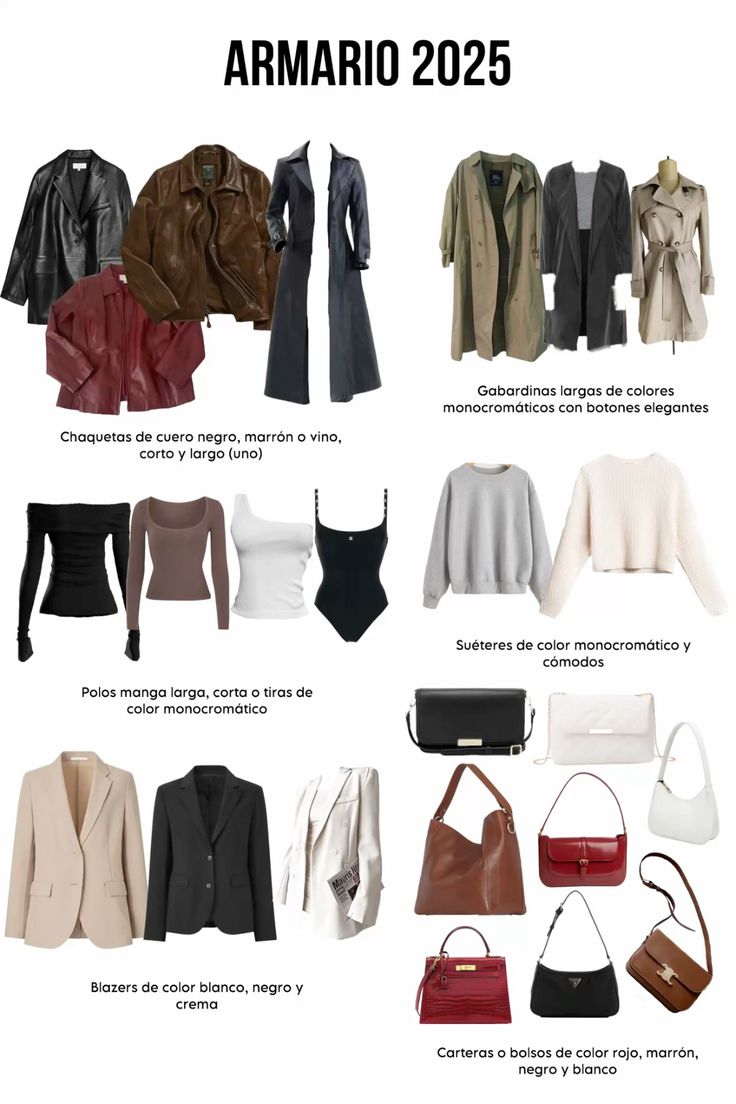 ARMARIO 2025
Chaquetas de cuero negro, marrón o vino,
corto y largo (uno)
Gabardinas largas de colores
monocromáticos con botones elegantes
Polos manga larga, corta o tiras de
color monocromático
Suéteres de color monocromático y
cómodos
Blazers de color blanco, negro y
crema
Carteras o bolsos de color rojo, marrón,
negro y blanco